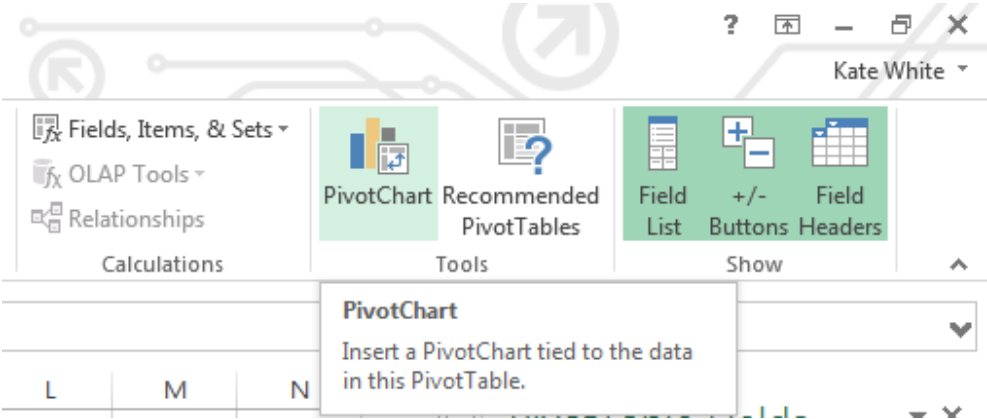 ?
Kate White
Fields, Items, & Sets
OLAP Tools
Relationships
Calculations
PivotChart
Recommended
PivotTables
Tools
Field
List
+/-
Buttons
Field
Headers
Show
PivotChart
Insert a PivotChart tied to the data
in this PivotTable.
L M N